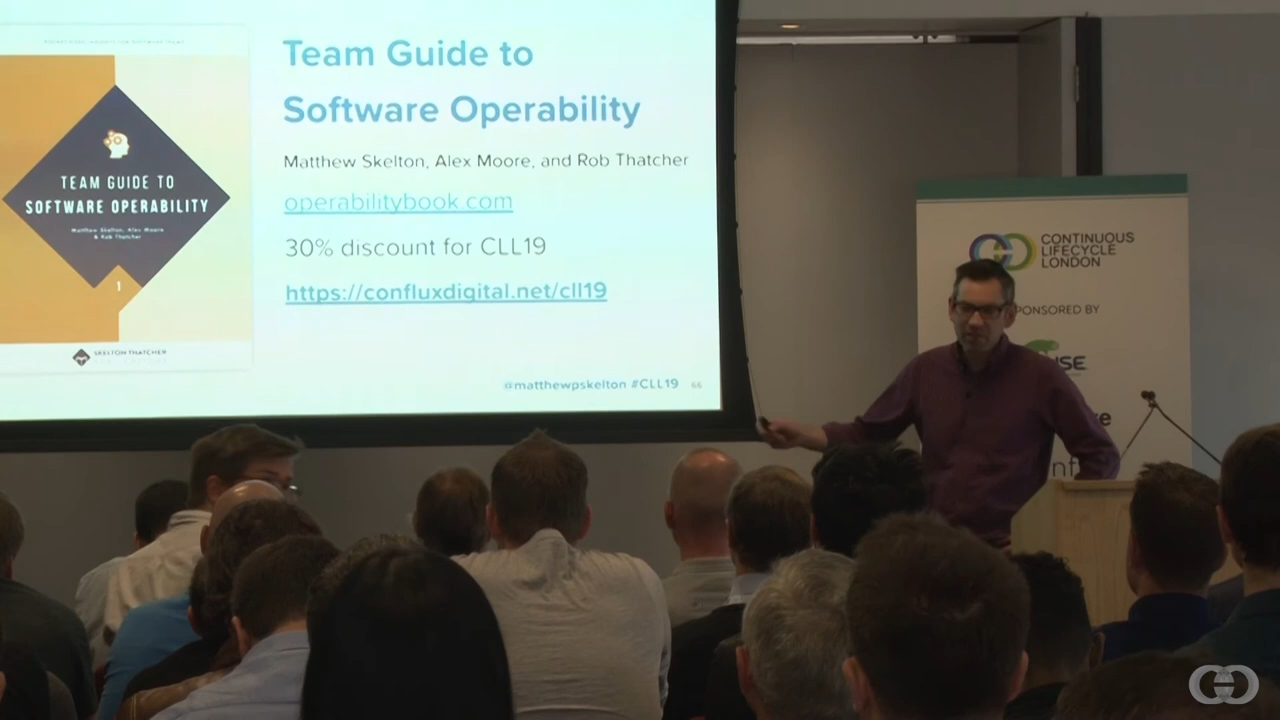 Team Guide to
Software Operability
Matthew Skelton, Alex Moore, and Rob Thatcher
operabilitybook.com
30% discount for CLL19
https://confluxdigital.net/cll19
@matthewpskelton #CLL19 66
TEAM GUIDE TO
SOFTWARE OPERABILITY
Matthew Skelton, Alex Moore
& Rob Thatcher
1
SKELTON THATCHER
CONTINUOUS
LIFECYCLE
LONDON
PONSORED BY